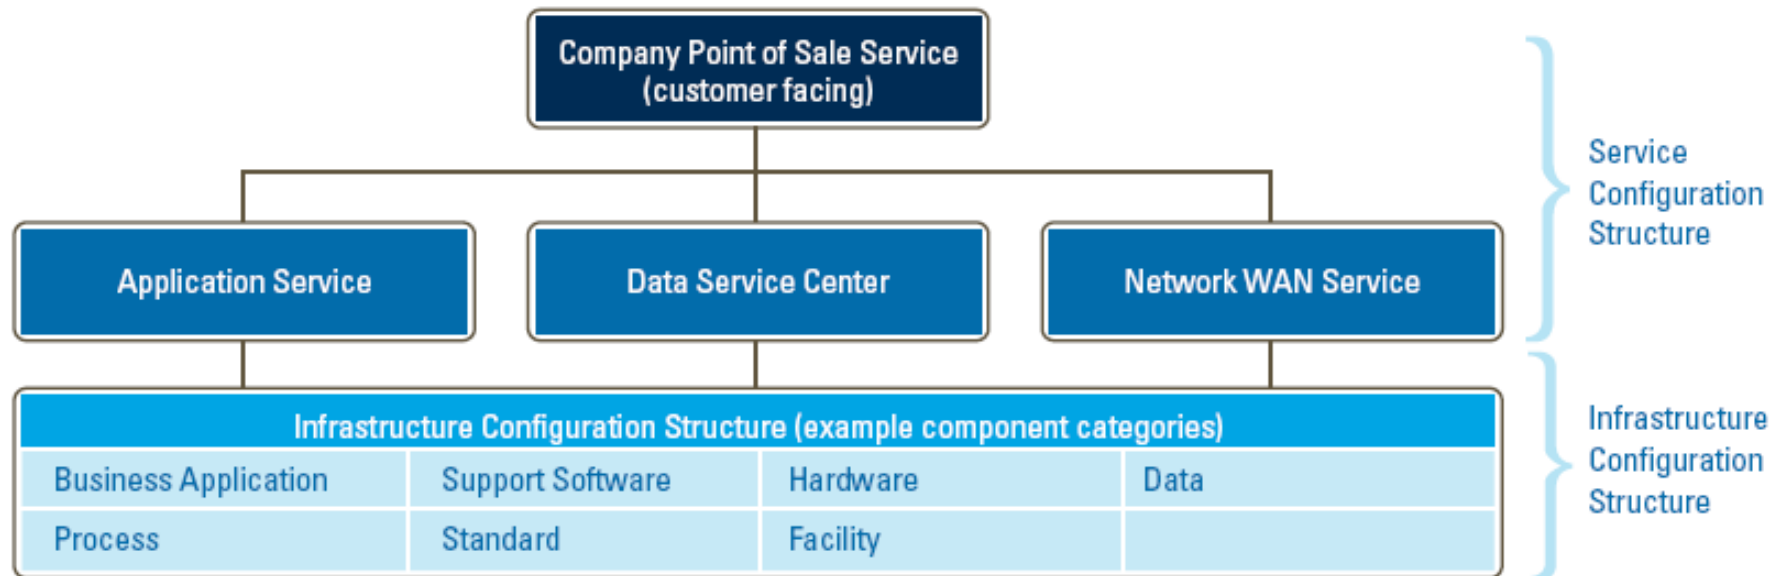 Company Point of Sale Service
(customer facing)
Service
Configuration
Structure
Application Service
Data Service Center
Network WAN Service
Infrastructure Configuration Structure (example component categories)
Business Application
Support Software
Hardware
Data
Process
Standard
Facility
Infrastructure
Configuration
Structure